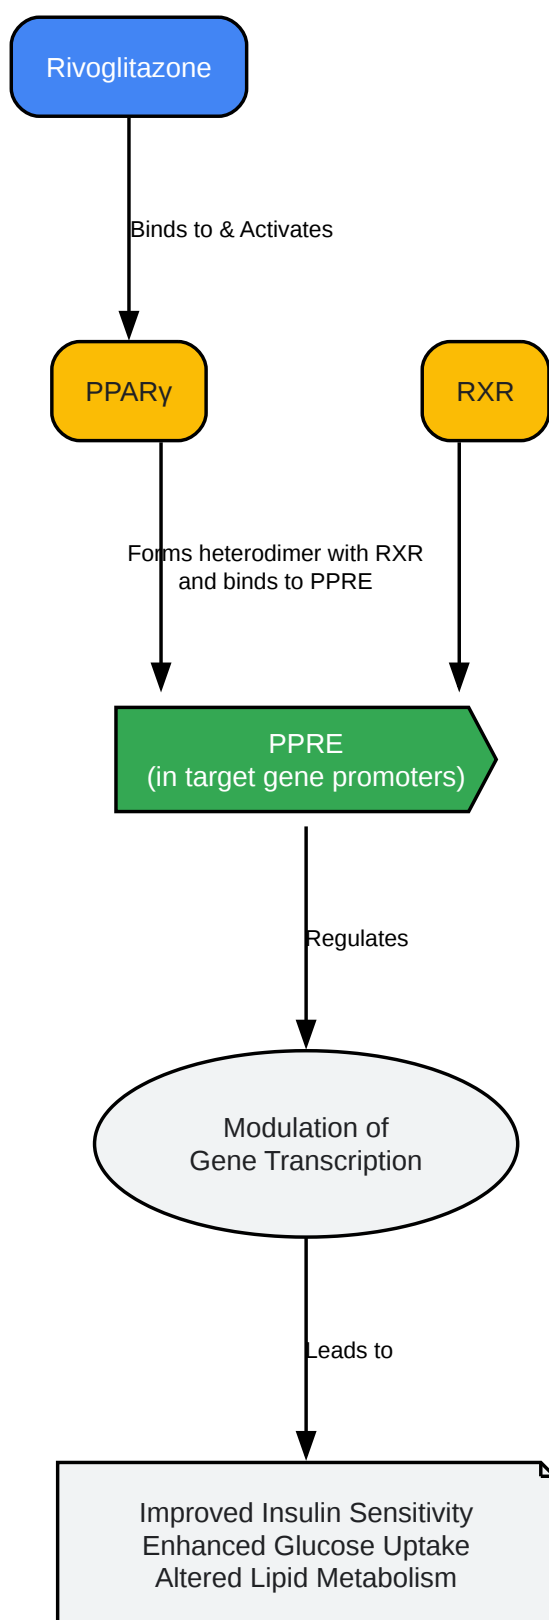 Rivoglitazone
Binds to & Activates
PPARγ
RXR
Forms heterodimer with RXR
and binds to PPRE
PPRE
(in target gene promoters)
Regulates
Modulation of
Gene Transcription
Leads to
Improved Insulin Sensitivity
Enhanced Glucose Uptake
Altered Lipid Metabolism